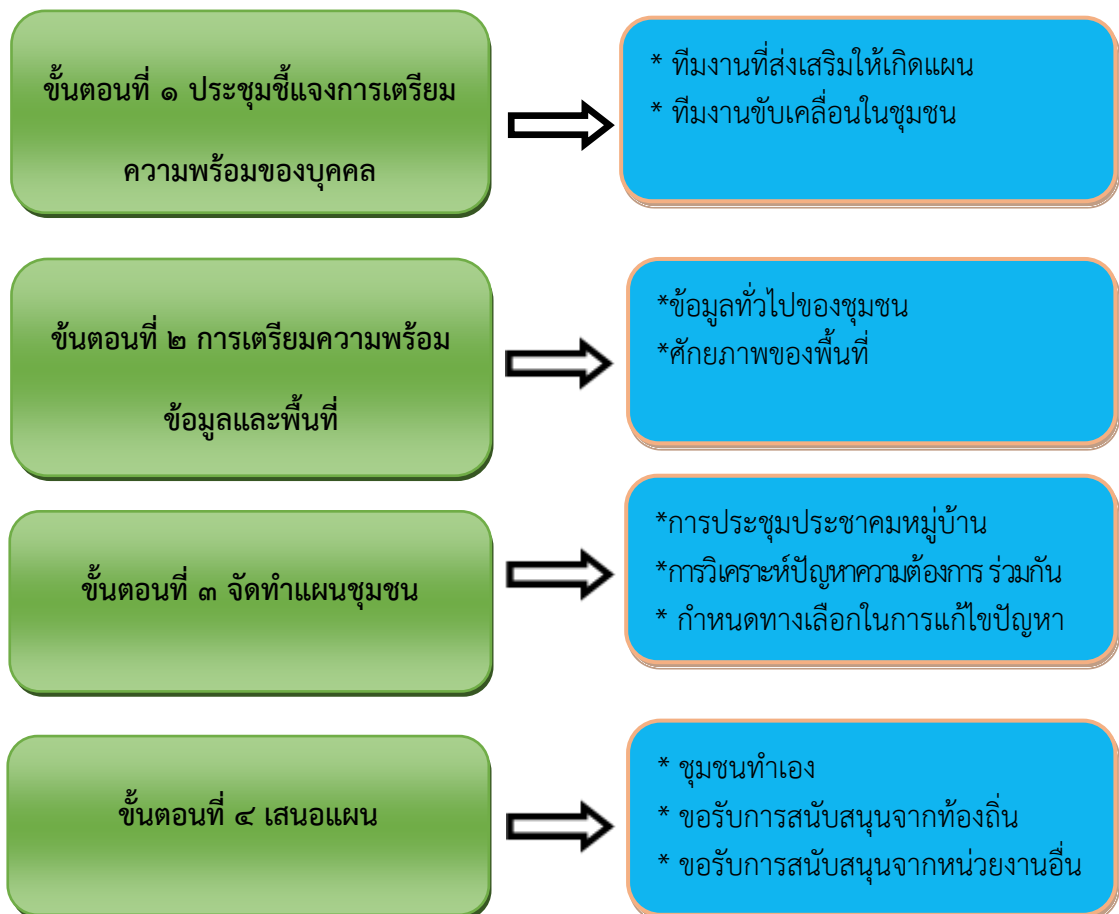 ขั้นตอนที่ ๑ ประชุมชี้แจงการเตรียม
ความพร้อมของบุคคล
* ทีมงานที่ส่งเสริมให้เกิดแผน
* ทีมงานขับเคลื่อนในชุมชน
ข้นตอนที่ ๒ การเตรียมความพร้อม
ข้อมูลและพื้นที่
*ข้อมูลทั่วไปของชุมชน
*ศักยภาพของพื้นที่
ขั้นตอนที่ ๓ จัดทำแผนชุมชน
*การประชุมประชาคมหมู่บ้าน
*การวิเคราะห์ปัญหาความต้องการ ร่วมกัน
* กำหนดทางเลือกในการแก้ไขปัญหา
ขั้นตอนที่ ๔ เสนอแผน
* ชุมชนทำเอง
* ขอรับการสนับสนุนจากท้องถิ่น
* ขอรับการสนับสนุนจากหน่วยงานอื่น